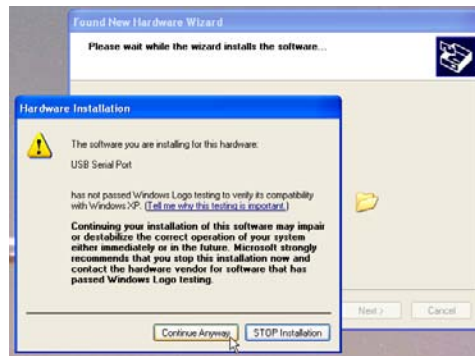 Found New Hardware Wizard
Please wait while the wizard installs the software...
Hardware Installation
The software you are installing for this hardware:
USB Serial Port
has not passed Windows Logo testing to verify its compatibility
with Windows XP. (Tell me why this testing is important.)
Continuing your installation of this software may impair
or destabilize the correct operation of your system
either immediately or in the future. Microsoft strongly
recommends that you stop this installation now and
contact the hardware vendor for software that has
passed Windows Logo testing.
Continue Anyway
STOP Installation
Next >
Cancel